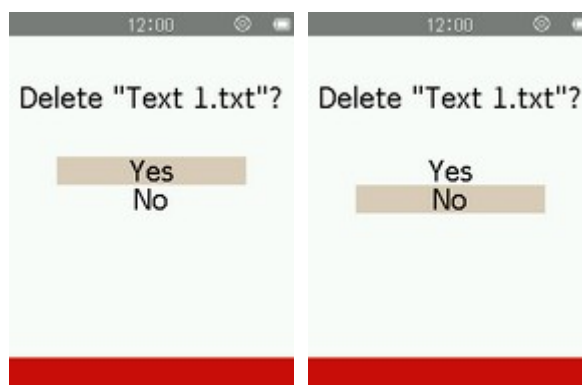 12:00
Delete "Text 1.txt"?
Yes
No
12:00
Delete "Text 1.txt"?
Yes
No